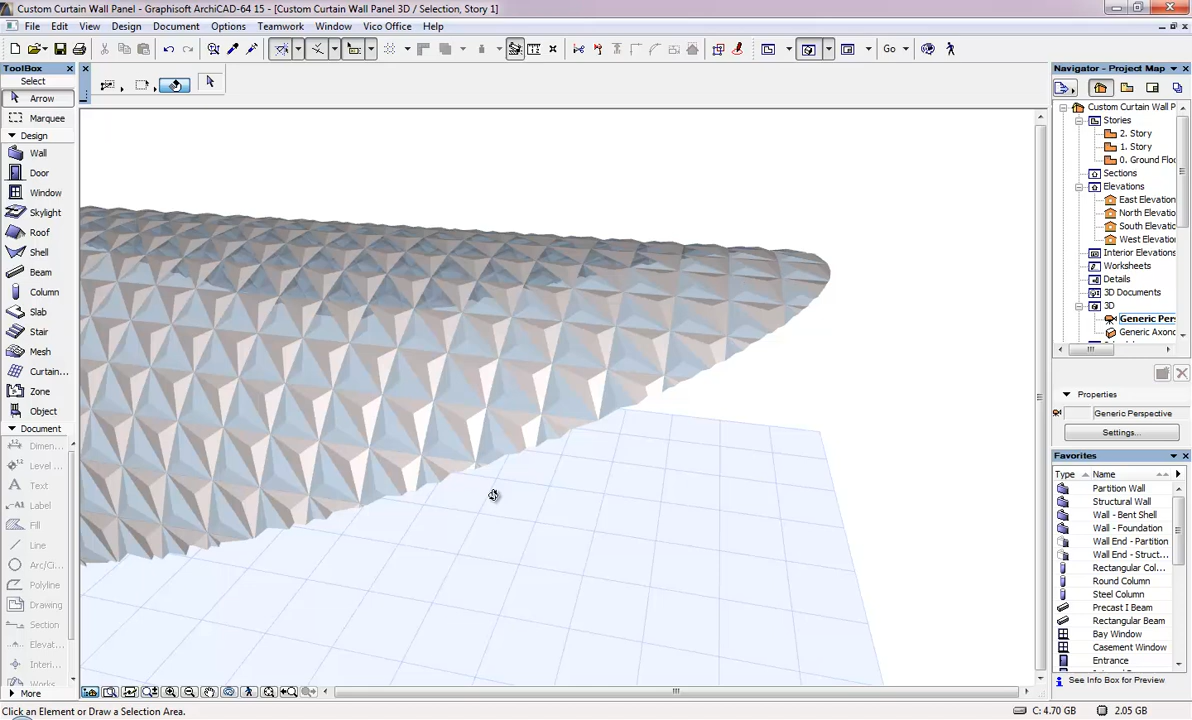 Custom Curtain Wall Panel - Graphisoft ArchiCAD-64 15 - [Custom Curtain Wall Panel 3D / Selection, Story 1]
File Edit View Design Document Options Teamwork Window Vico Office Help
Go
ToolBox
Select
Arrow
Marquee
Design
Wall
Door
Window
Skylight
Roof
Shell
Beam
Column
Slab
Stair
Mesh
Curtain...
Zone
Object
Document
Dimen...
Level ...
Text
Label
Fill
Line
Arc/Ci...
Polyline
Drawing
Section
Elevat...
Interi...
More
Navigator - Project Map
Custom Curtain Wall P
Stories
2. Story
1. Story
0. Ground Floo
Sections
Elevations
East Elevation
North Elevation
South Elevation
West Elevation
Interior Elevations
Worksheets
Details
3D Documents
3D
Generic Pers
Generic Axono
Properties
Generic Perspective
Settings...
Favorites
Type Name
Partition Wall
Structural Wall
Wall - Bent Shell
Wall - Foundation
Wall End - Partition
Wall End - Struct...
Rectangular Col...
Round Column
Steel Column
Precast I Beam
Rectangular Beam
Bay Window
Casement Window
Entrance
See Info Box for Preview
Click an Element or Draw a Selection Area.
C: 4.70 GB 2.05 GB